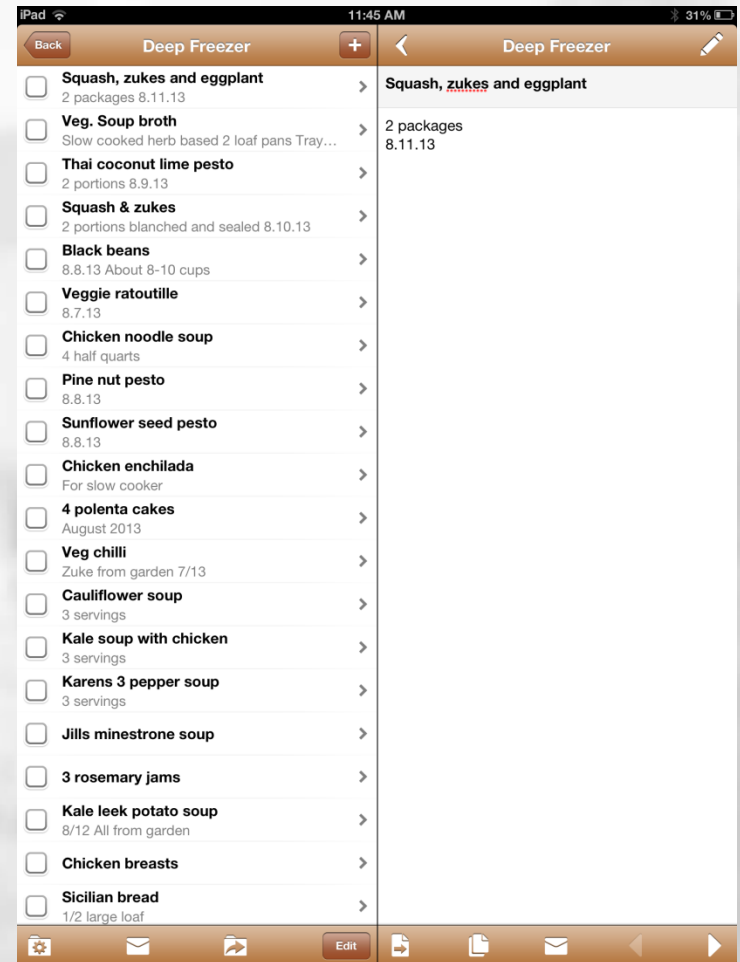 iPad 11:45 AM 31%
Back Deep Freezer +
Squash, zukes and eggplant
2 packages 8.11.13
Veg. Soup broth
Slow cooked herb based 2 loaf pans Tray...
Thai coconut lime pesto
2 portions 8.9.13
Squash & zukes
2 portions blanched and sealed 8.10.13
Black beans
8.8.13 About 8-10 cups
Veggie ratoutille
8.7.13
Chicken noodle soup
4 half quarts
Pine nut pesto
8.8.13
Sunflower seed pesto
8.8.13
Chicken enchilada
For slow cooker
4 polenta cakes
August 2013
Veg chilli
Zuke from garden 7/13
Cauliflower soup
3 servings
Kale soup with chicken
3 servings
Karens 3 pepper soup
3 servings
Jills minestrone soup
3 rosemary jams
Kale leek potato soup
8/12 All from garden
Chicken breasts
Sicilian bread
1/2 large loaf
Edit
Deep Freezer
Squash, zukes and eggplant
2 packages
8.11.13